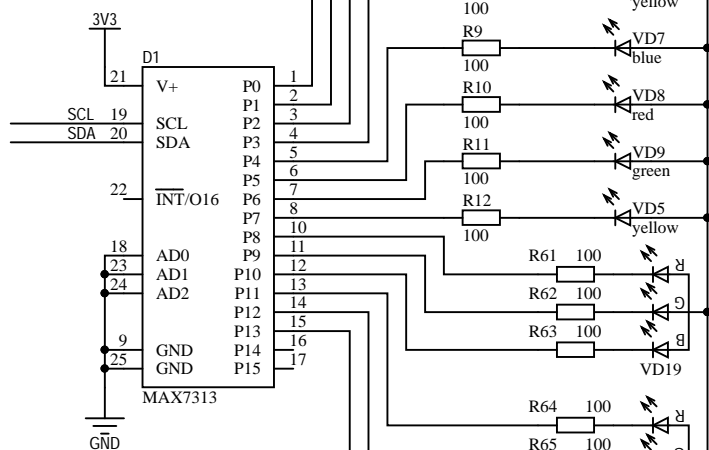 100
yellow
3V3
R9
VD7
100
blue
D1
21 V+ P0 1
P1 2
R10
VD8
100
red
SCL 19 SCL P2 3
SDA 20 SDA P3 4
P4 5
R11
VD9
100
green
P5 6
22 INT/O16 P6 7
P7 8
R12
VD5
100
yellow
P8 10
18 AD0 P9 11
R61 100 R
23 AD1 P10 12
24 AD2 P11 13
R62 100 G
P12 14
P13 15
R63 100 B
9 GND P14 16
25 GND P15 17
VD19
MAX7313
R64 100 R
GND
R65 100